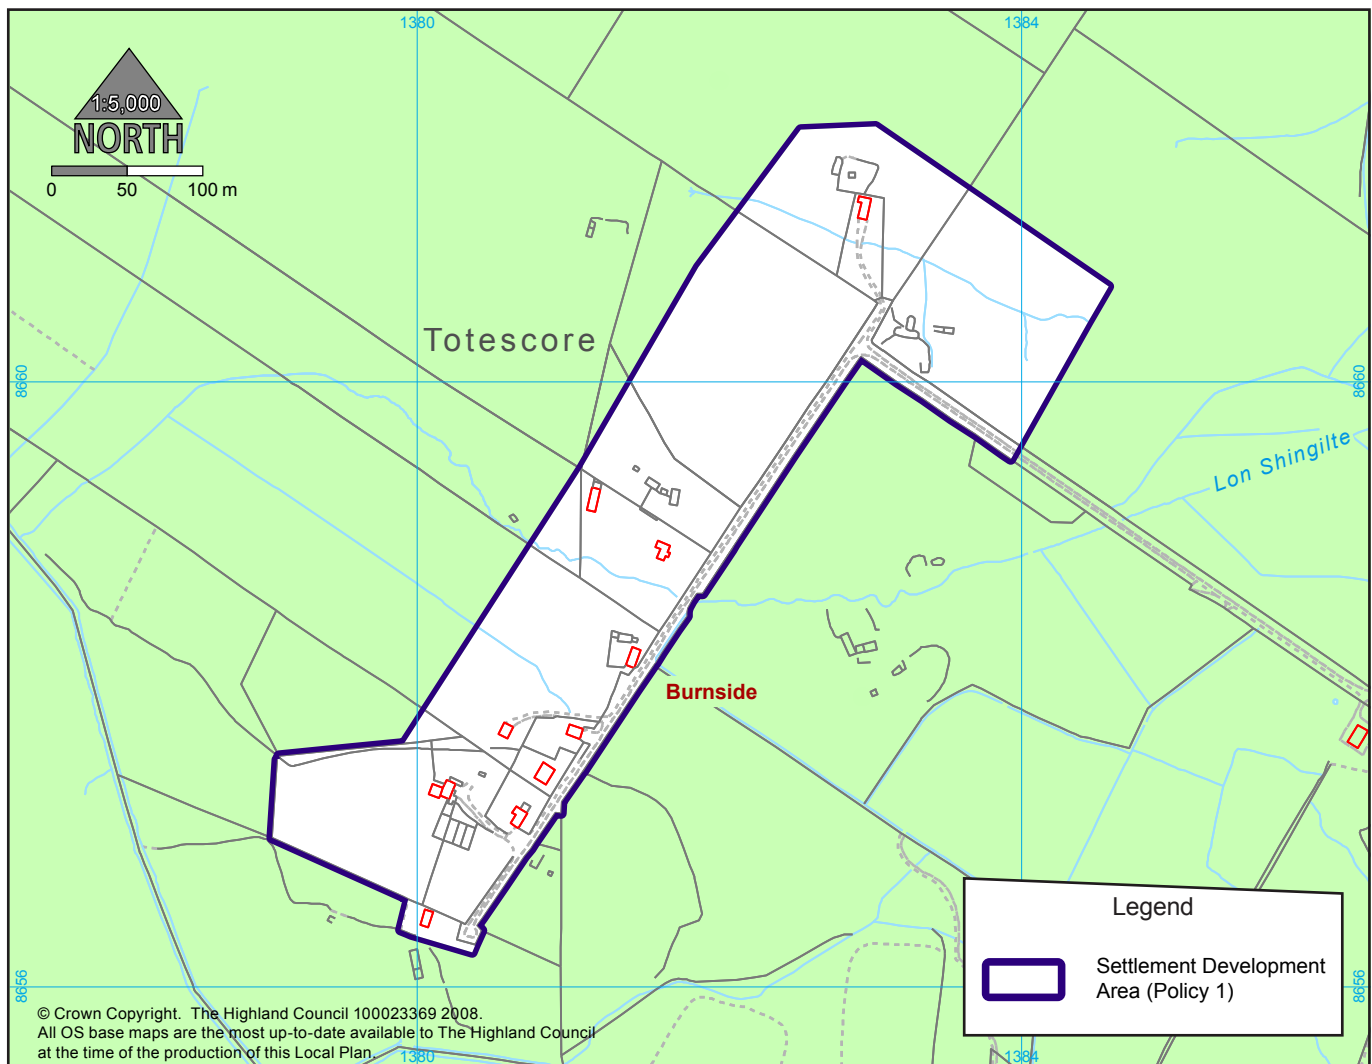 1380
1384
1:5,000
NORTH
0 50 100 m
Totescore
8660
8660
Lon Shingilte
Burnside
Legend
Settlement Development
Area (Policy 1)
8656
8656
© Crown Copyright. The Highland Council 100023369 2008.
All OS base maps are the most up-to-date available to The Highland Council
at the time of the production of this Local Plan.
1380
1384